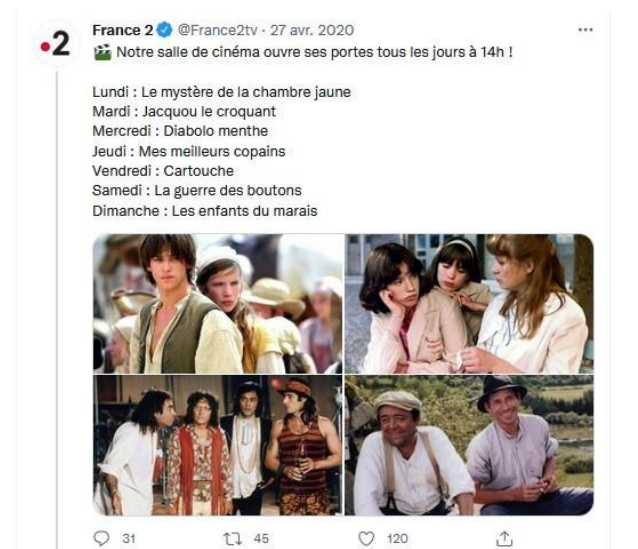 2
France 2 @France2tv · 27 avr. 2020
Notre salle de cinéma ouvre ses portes tous les jours à 14h !
Lundi : Le mystère de la chambre jaune
Mardi : Jacquou le croquant
Mercredi : Diabolo menthe
Jeudi : Mes meilleurs copains
Vendredi : Cartouche
Samedi : La guerre des boutons
Dimanche : Les enfants du marais
31 45 120